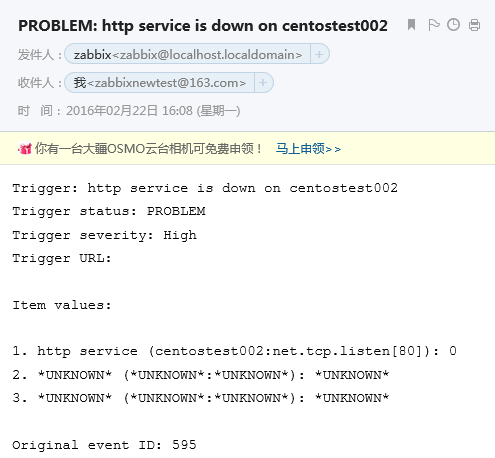 PROBLEM: http service is down on centostest002
发件人：zabbix<zabbix@localhost.localdomain>
收件人：我<zabbixnewtest@163.com>
时 间：2016年02月22日 16:08 (星期一)
你有一台大疆OSMO云台相机可免费申领！ 马上申领>>
Trigger: http service is down on centostest002
Trigger status: PROBLEM
Trigger severity: High
Trigger URL:
Item values:
1. http service (centostest002:net.tcp.listen[80]): 0
2. *UNKNOWN* (*UNKNOWN*:*UNKNOWN*): *UNKNOWN*
3. *UNKNOWN* (*UNKNOWN*:*UNKNOWN*): *UNKNOWN*
Original event ID: 595